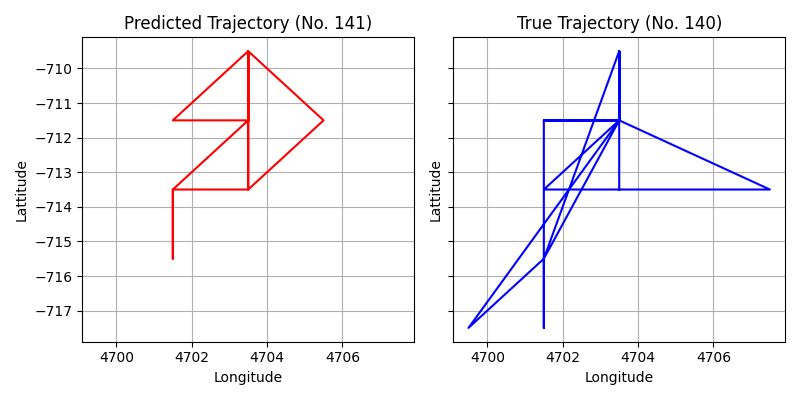 Predicted Trajectory (No. 141)
−710
−711
−712
−713
−714
−715
−716
−717
Lattitude
4700 4702 4704 4706
Longitude
True Trajectory (No. 140)
Lattitude
4700 4702 4704 4706
Longitude